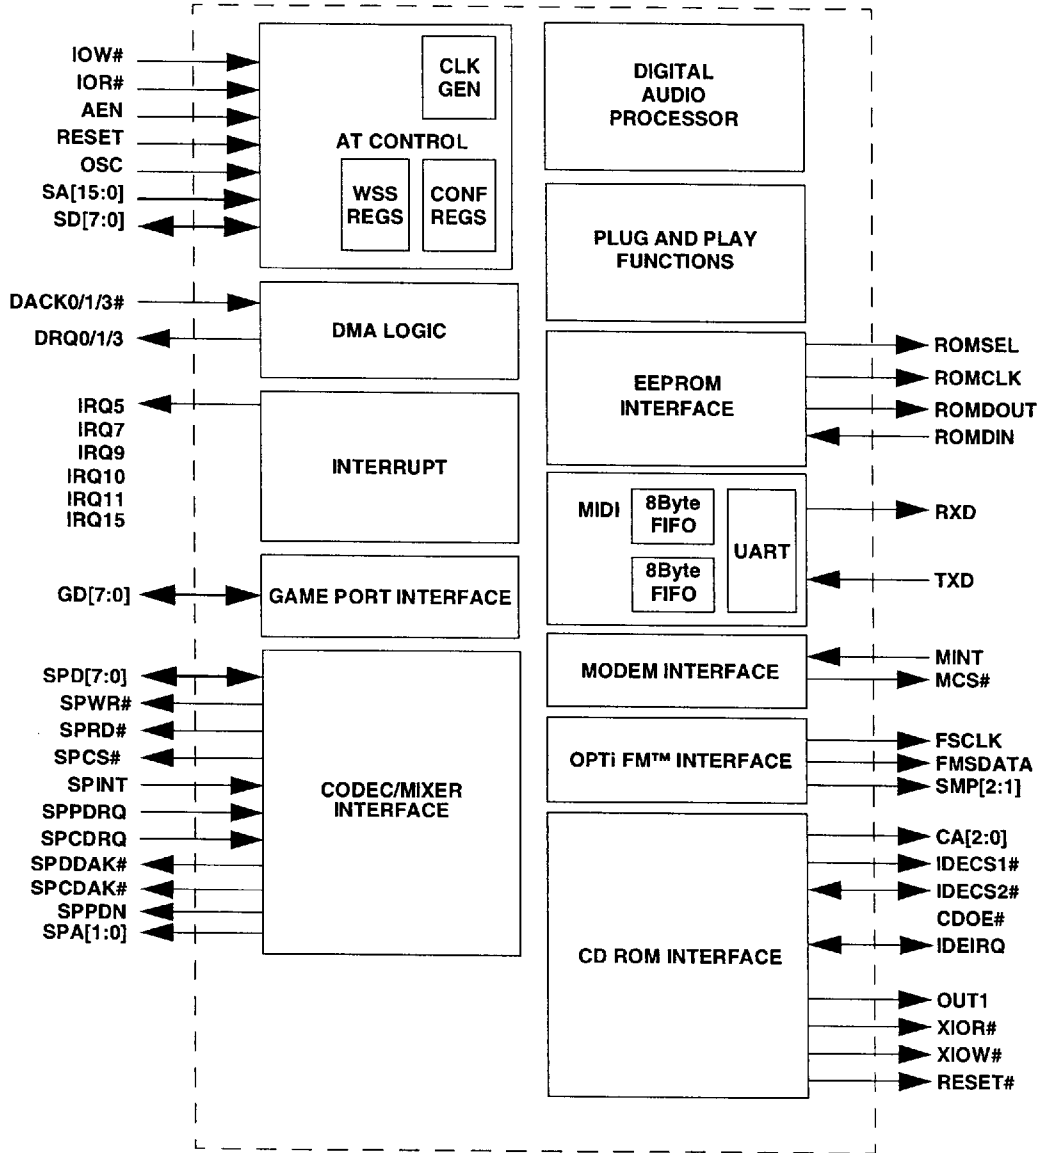 IOW#
IOR#
AEN
RESET
OSC
SA[15:0]
SD[7:0]
CLK
GEN
AT CONTROL
WSS
REGS
CONF
REGS
DACK0/1/3#
DRQ0/1/3
DMA LOGIC
IRQ5
IRQ7
IRQ9
IRQ10
IRQ11
IRQ15
INTERRUPT
GD[7:0]
GAME PORT INTERFACE
SPD[7:0]
SPWR#
SPRD#
SPCS#
SPINT
SPPDRQ
SPCDRQ
SPDDAK#
SPCDAK#
SPPDN
SPA[1:0]
CODEC/MIXER
INTERFACE
DIGITAL
AUDIO
PROCESSOR
PLUG AND PLAY
FUNCTIONS
EEPROM
INTERFACE
ROMSEL
ROMCLK
ROMDOUT
ROMDIN
MIDI
8Byte
FIFO
8Byte
FIFO
UART
RXD
TXD
MODEM INTERFACE
MINT
MCS#
OPTi FM™ INTERFACE
FSCLK
FMSDATA
SMP[2:1]
CD ROM INTERFACE
CA[2:0]
IDECS1#
IDECS2#
CDOE#
IDEIRQ
OUT1
XIOR#
XIOW#
RESET#